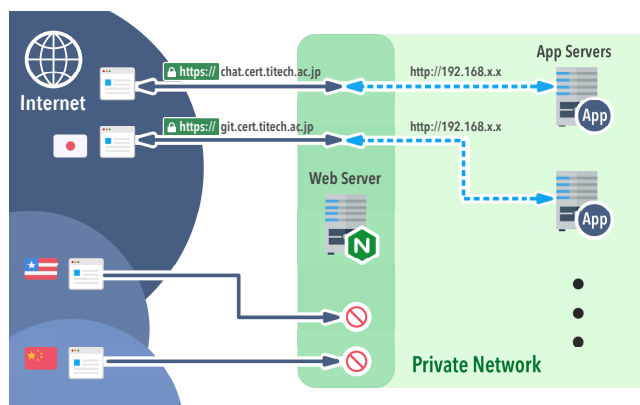 App Servers
https:// chat.cert.titech.ac.jp
http://192.168.x.x
Internet
App
https:// git.cert.titech.ac.jp
http://192.168.x.x
Web Server
App
N
Private Network